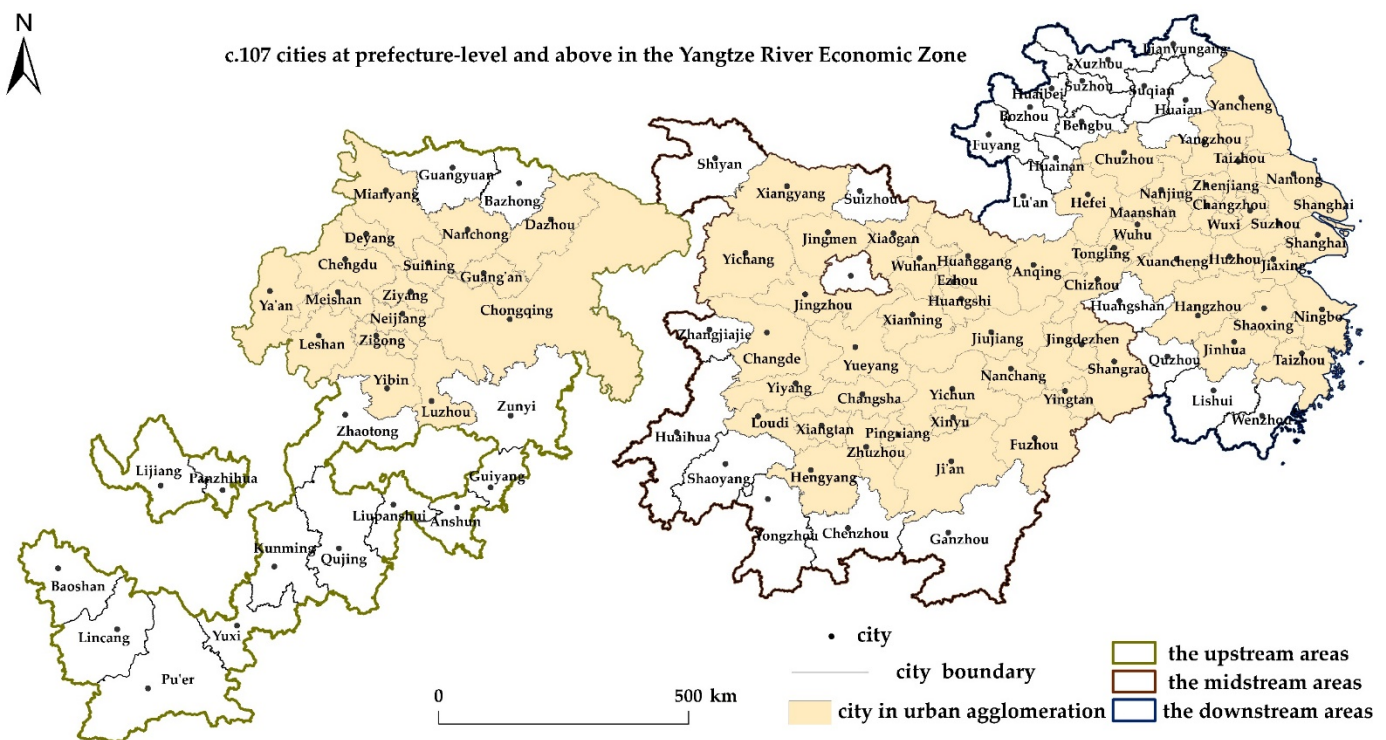 N
c.107 cities at prefecture-level and above in the Yangtze River Economic Zone
Lianyungang
Xuzhou
Suzhou
Huaibei
Suqian
Huaian
Yancheng
Bozhou
Bengbu
Fuyang
Huainan
Yangzhou
Chuzhou
Taizhou
Lu'an
Hefei
Nanjing
Zhenjiang
Nantong
Changzhou
Shanghai
Maanshan
Wuhu
Wuxi
Suzhou
Shanghai
Tongling
Xuancheng
Huzhou
Jiaxing
Anqing
Chizhou
Huangshan
Hangzhou
Shaoxing
Ningbo
Quzhou
Jinhua
Taizhou
Lishui
Wenzhou
Shiyan
Xiangyang
Suizhou
Jingmen
Xiaogan
Yichang
Wuhan
Huanggang
Ezhou
Huangshi
Jingzhou
Xianning
Zhangjiajie
Changde
Yueyang
Jiujiang
Jingdezhen
Shangrao
Nanchang
Yiyang
Changsha
Yichun
Yingtan
Loudi
Xiangtan
Pingxiang
Xinyu
Fuzhou
Zhuzhou
Huaihua
Shaoyang
Hengyang
Ji'an
Yongzhou
Chenzhou
Ganzhou
Guangyuan
Mianyang
Bazhong
Dazhou
Deyang
Nanchong
Chengdu
Suining
Guang'an
Ya'an
Meishan
Ziyang
Neijiang
Chongqing
Leshan
Zigong
Yibin
Luzhou
Zunyi
Zhaotong
Lijiang
Panzhihua
Guiyang
Liupanshui
Anshun
Kunming
Qujing
Baoshan
Lincang
Yuxi
Pu'er
city
city boundary
city in urban agglomeration
the upstream areas
the midstream areas
the downstream areas
0 500 km